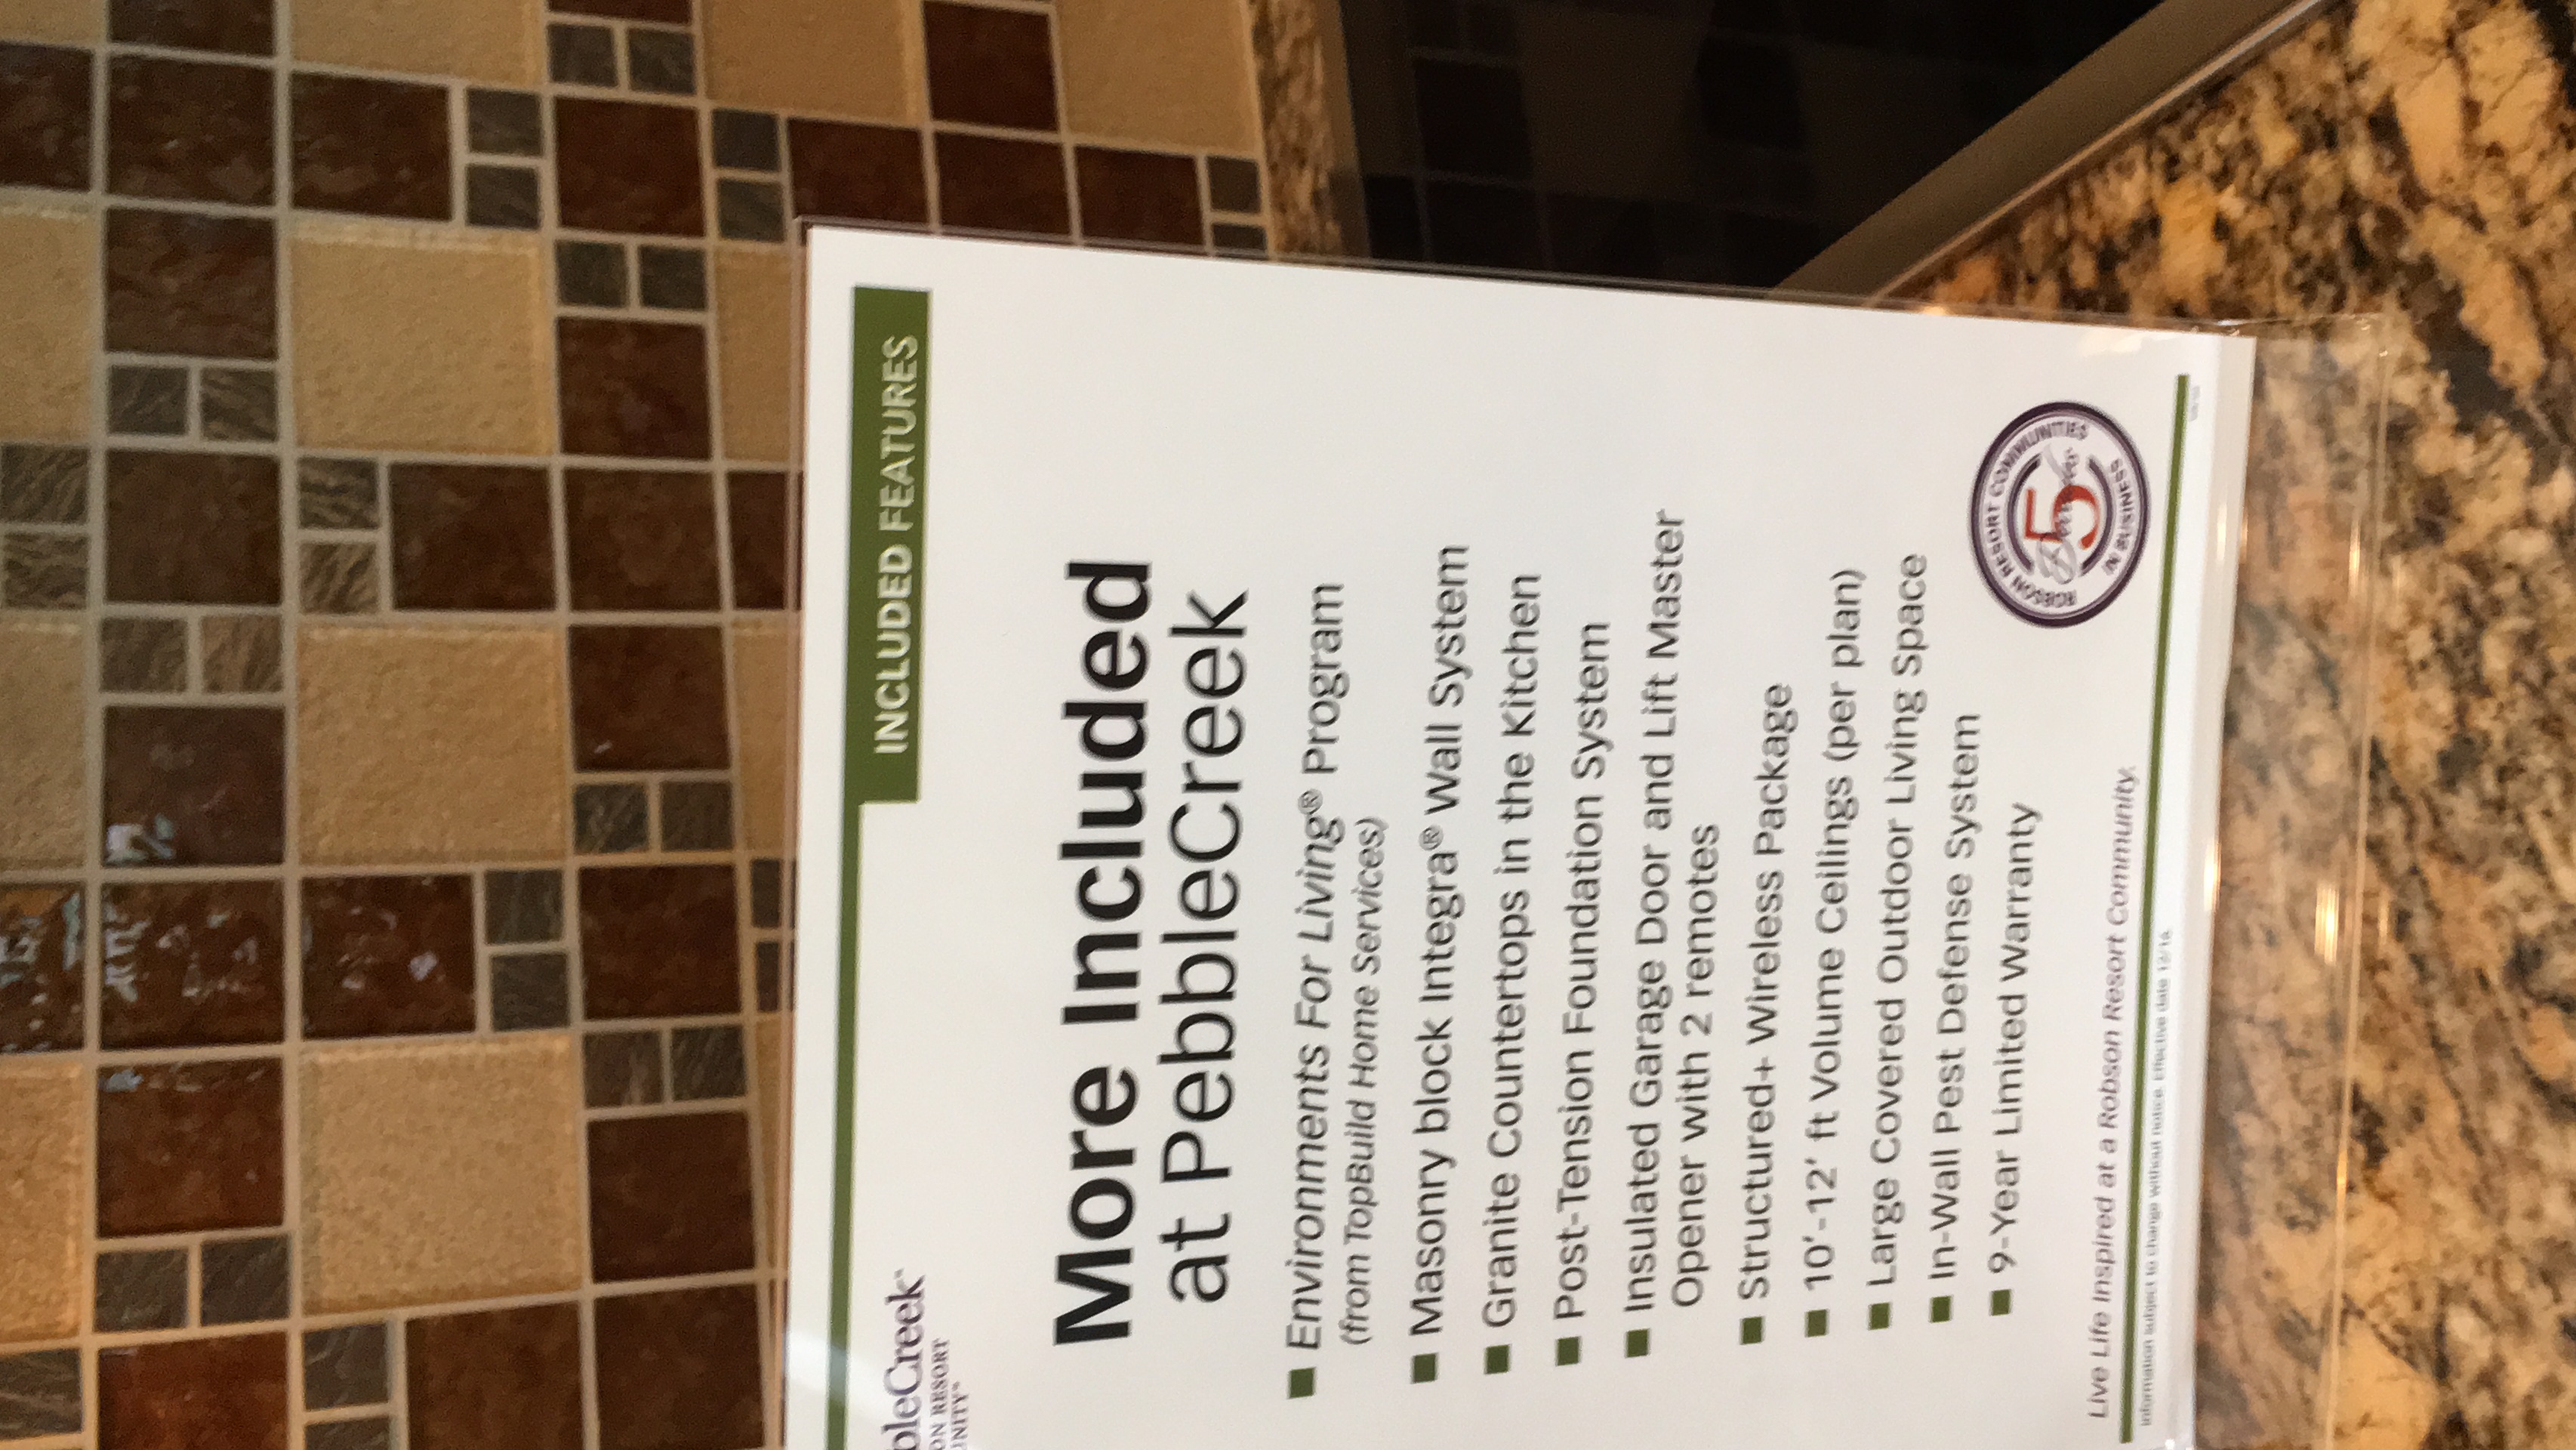 bleCreek™
ON RESORT
UNITY™
INCLUDED FEATURES
More Included
at PebbleCreek
■ Environments For Living® Program
(from TopBuild Home Services)
■ Masonry block Integra® Wall System
■ Granite Countertops in the Kitchen
■ Post-Tension Foundation System
■ Insulated Garage Door and Lift Master
Opener with 2 remotes
■ Structured+ Wireless Package
■ 10'-12' ft Volume Ceilings (per plan)
■ Large Covered Outdoor Living Space
■ In-Wall Pest Defense System
■ 9-Year Limited Warranty
ROBSON RESORT COMMUNITIES
5
Decades
IN BUSINESS
Live Life Inspired at a Robson Resort Community.
Information subject to change without notice. Effective date 12/16.